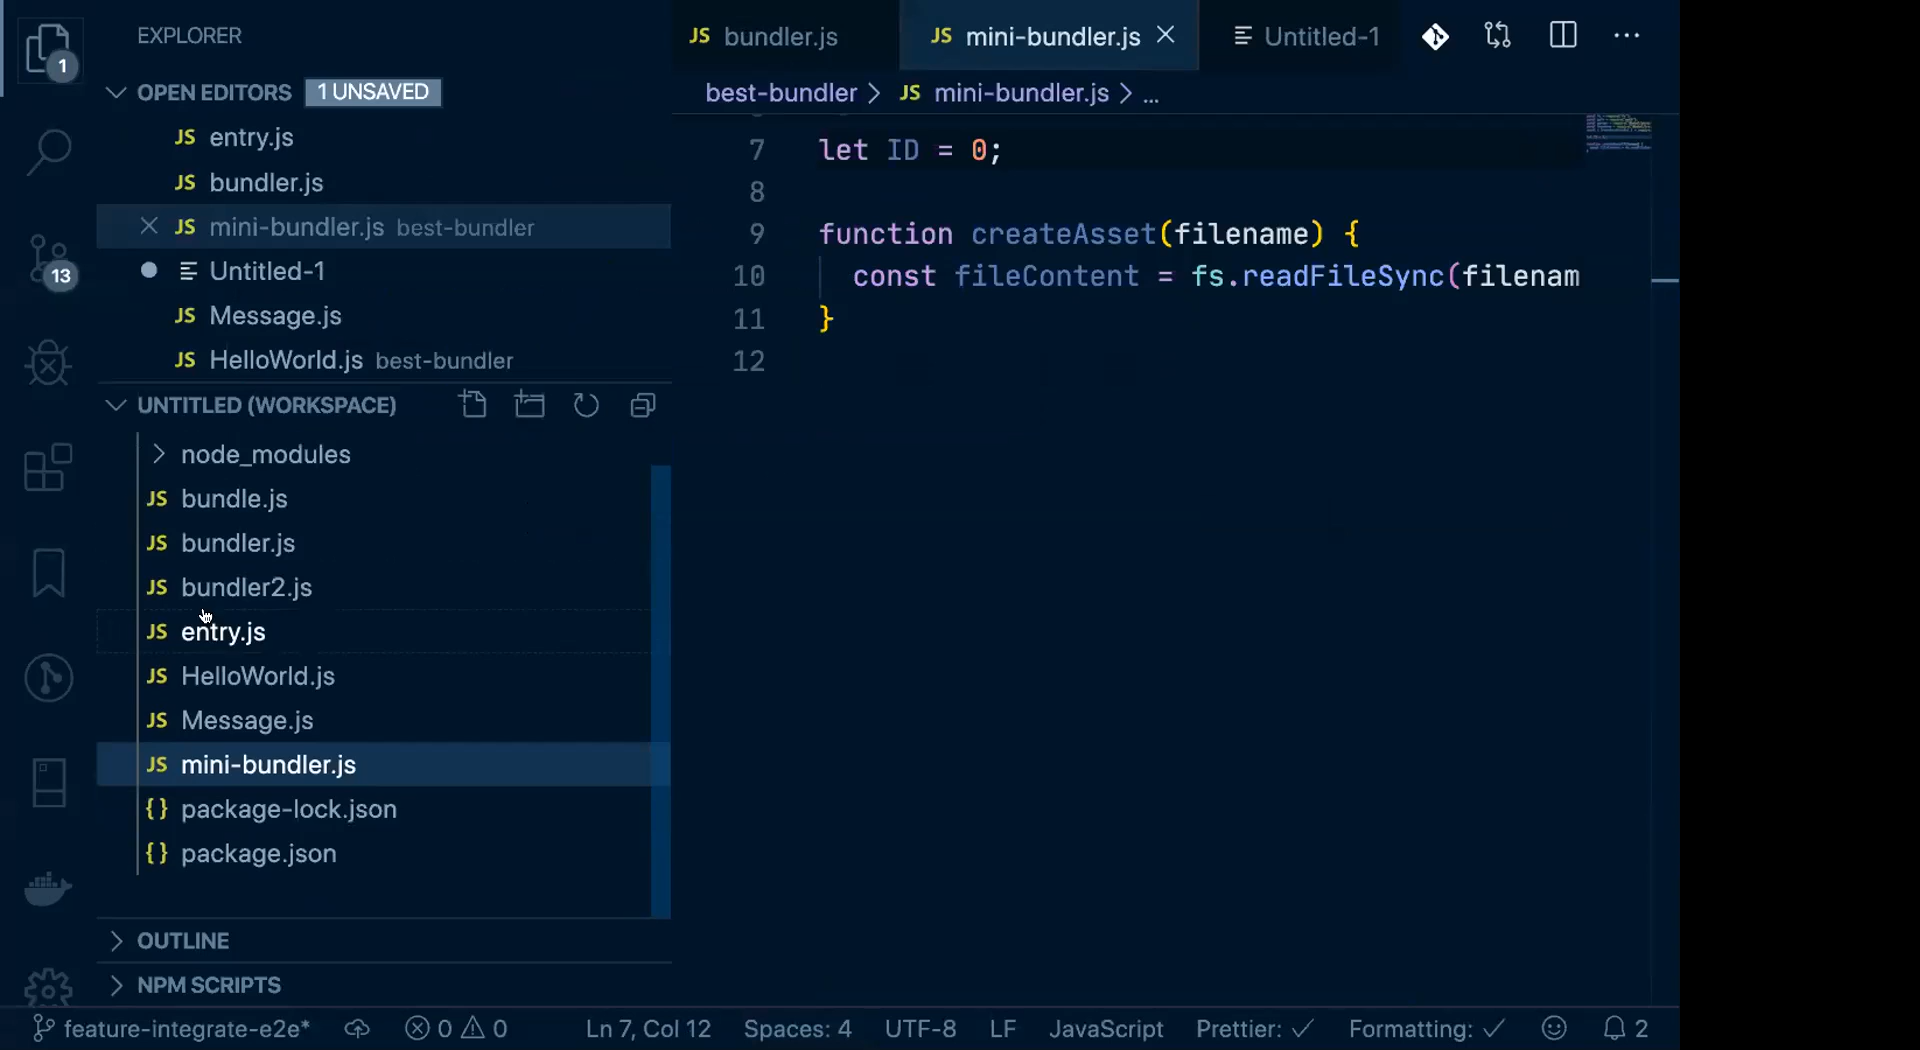 EXPLORER
1
OPEN EDITORS 1 UNSAVED
JS entry.js
JS bundler.js
JS mini-bundler.js best-bundler
Untitled-1
JS Message.js
JS HelloWorld.js best-bundler
13
UNTITLED (WORKSPACE)
node_modules
JS bundle.js
JS bundler.js
JS bundler2.js
JS entry.js
JS HelloWorld.js
JS Message.js
JS mini-bundler.js
{} package-lock.json
{} package.json
OUTLINE
NPM SCRIPTS
JS bundler.js JS mini-bundler.js Untitled-1 ...
best-bundler > JS mini-bundler.js > ...
7 let ID = 0;
8
9 function createAsset(filename) {
10 const fileContent = fs.readFileSync(filenam
11 }
12
feature-integrate-e2e* 0 0 Ln 7, Col 12 Spaces: 4 UTF-8 LF JavaScript Prettier: ✓ Formatting: ✓ 2